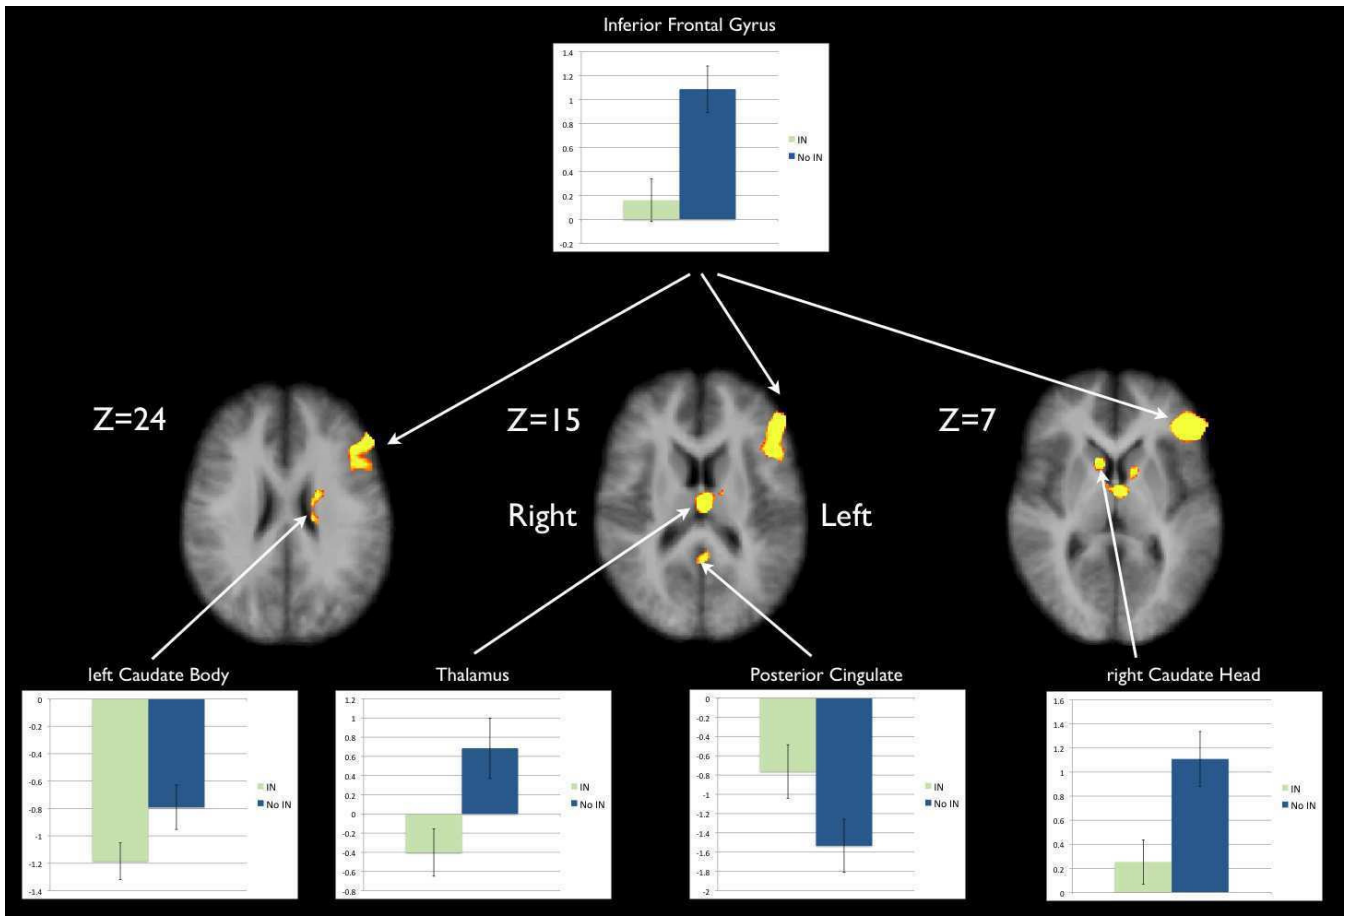 Inferior Frontal Gyrus
1.4
1.2
1
0.8
0.6
0.4
0.2
0
-0.2
IN
No IN
Z=24
Z=15
Z=7
Right
Left
left Caudate Body
0
-0.2
-0.4
-0.6
-0.8
-1
-1.2
-1.4
IN
No IN
Thalamus
1.2
1
0.8
0.6
0.4
0.2
0
-0.2
-0.4
-0.6
-0.8
IN
No IN
Posterior Cingulate
0
-0.2
-0.4
-0.6
-0.8
-1
-1.2
-1.4
-1.6
-1.8
-2
IN
No IN
right Caudate Head
1.6
1.4
1.2
1
0.8
0.6
0.4
0.2
0
IN
No IN